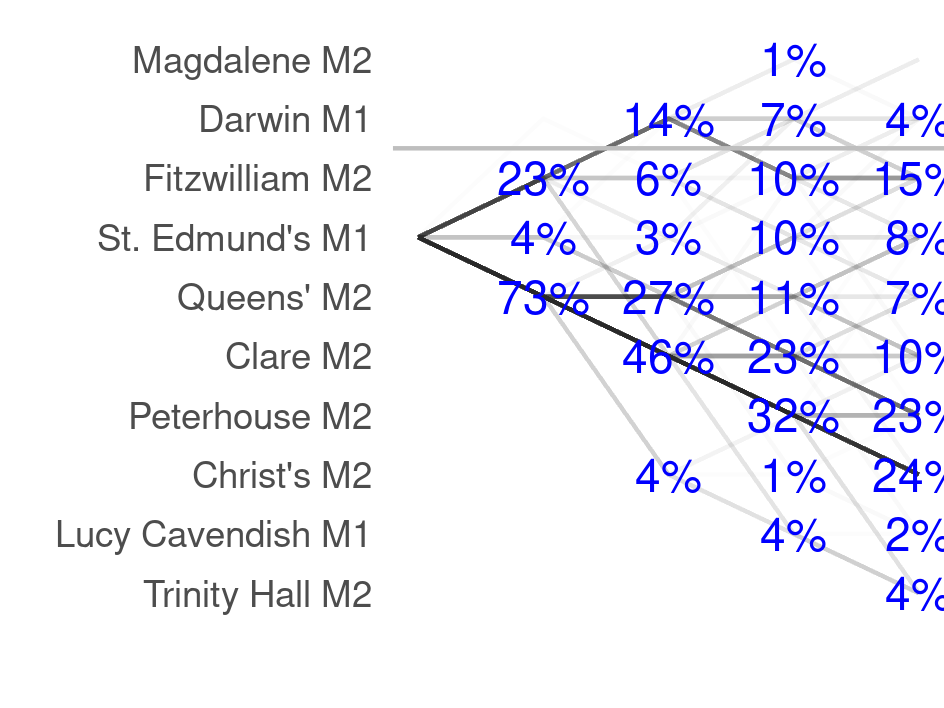 Magdalene M2 1%
Darwin M1 14% 7% 4%
Fitzwilliam M2 23% 6% 10% 15%
St. Edmund's M1 4% 3% 10% 8%
Queens' M2 73% 27% 11% 7%
Clare M2 46% 23% 10%
Peterhouse M2 32% 23%
Christ's M2 4% 1% 24%
Lucy Cavendish M1 4% 2%
Trinity Hall M2 4%